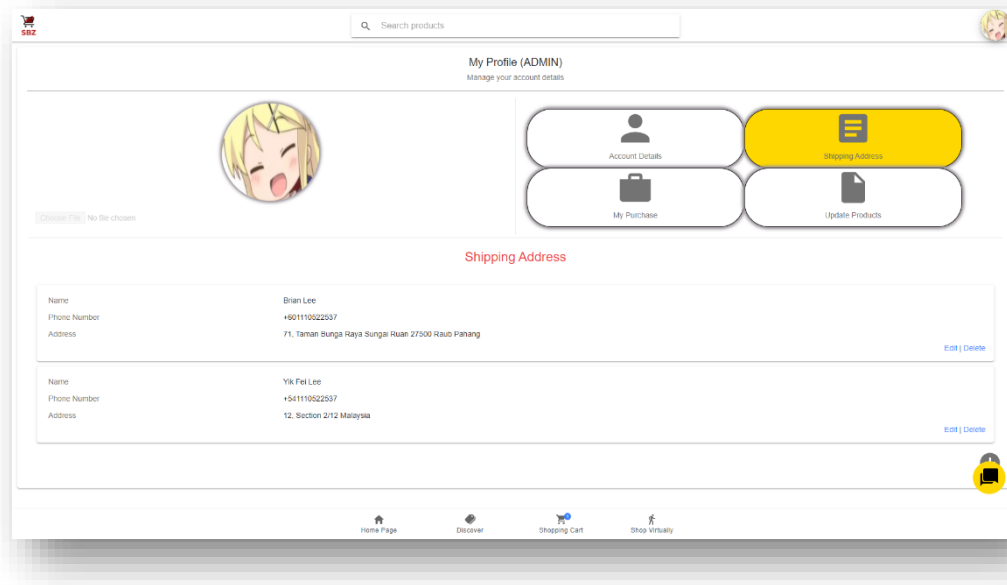 SBZ
Search products
My Profile (ADMIN)
Manage your account details
Account Details
Shipping Address
My Purchase
Update Products
Choose File No file chosen
Shipping Address
Name Brian Lee
Phone Number +601110522537
Address 71, Taman Bunga Raya Sungai Ruan 27500 Raub Pahang
Edit | Delete
Name Yik Fei Lee
Phone Number +541110522537
Address 12, Section 2/12 Malaysia
Edit | Delete
Home Page
Discover
Shopping Cart
Shop Virtually